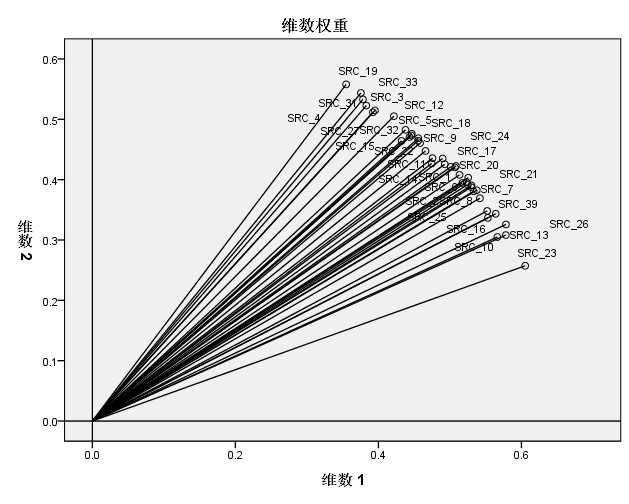 维数权重
0.6
0.5
0.4
0.3
0.2
0.1
0.0
维数 2
SRC_19
SRC_33
SRC_31
SRC_3
SRC_12
SRC_4
SRC_5
SRC_18
SRC_27
SRC_32
SRC_9
SRC_24
SRC_15
SRC_22
SRC_17
SRC_11
SRC_20
SRC_14
SRC_1
SRC_21
SRC_7
SRC_8
SRC_39
SRC_25
SRC_16
SRC_26
SRC_13
SRC_10
SRC_23
0.0
0.2
0.4
0.6
维数 1